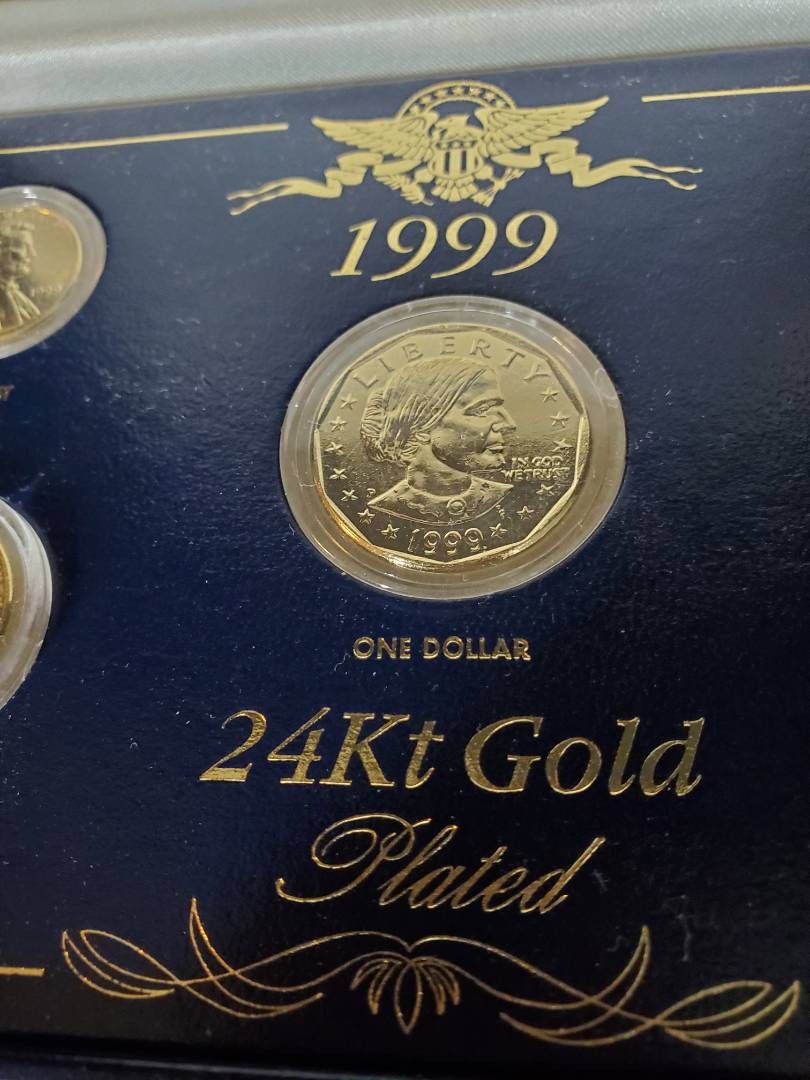 1999
LIBERTY
IN GOD
WE TRUST
P
1999
ONE DOLLAR
24Kt Gold
Plated